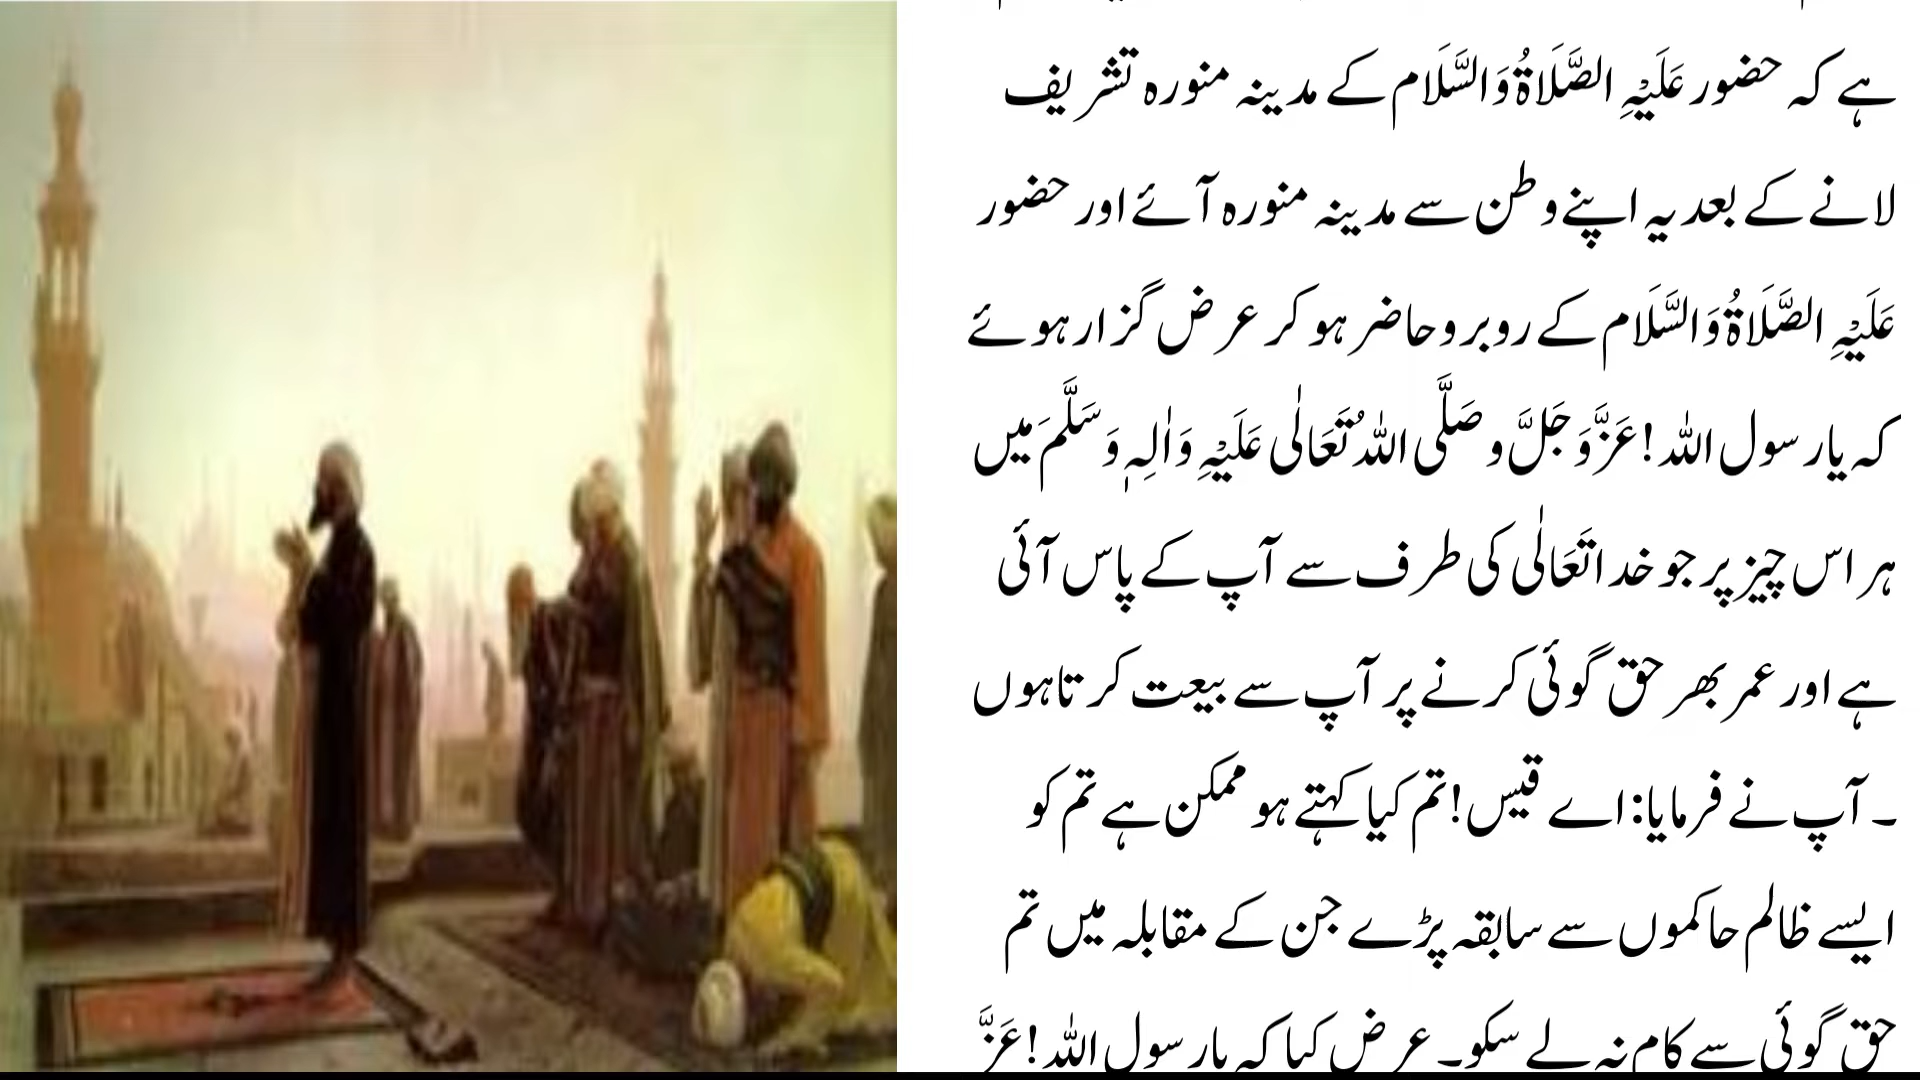 ہے کہ حضور عَلَیْہِ الصَّلَاۃُ وَالسَّلَام کے مدینہ منورہ تشریف
لانے کے بعد یہ اپنے وطن سے مدینہ منورہ آئے اور حضور
عَلَیْہِ الصَّلَاۃُ وَالسَّلَام کے روبرو حاضر ہو کر عرض گزار ہوئے
کہ یارسول اللہ ! عَزَّوَجَلَّ و صَلَّی اللہُ تَعَالٰی عَلَیْہِ وَاٰلِہٖ وَسَلَّمَ میں
ہر اس چیز پر جو خدا تَعَالٰی کی طرف سے آپ کے پاس آئی
ہے اور عمر بھر حق گوئی کرنے پر آپ سے بیعت کرتا ہوں
۔ آپ نے فرمایا: اے قیس! تم کیا کہتے ہو ممکن ہے تم کو
ایسے ظالم حاکموں سے سابقہ پڑے جن کے مقابلہ میں تم
حق گوئی سے کام نہ لے سکو۔ عرض کیا کہ یارسول اللہ ! عَزَّ